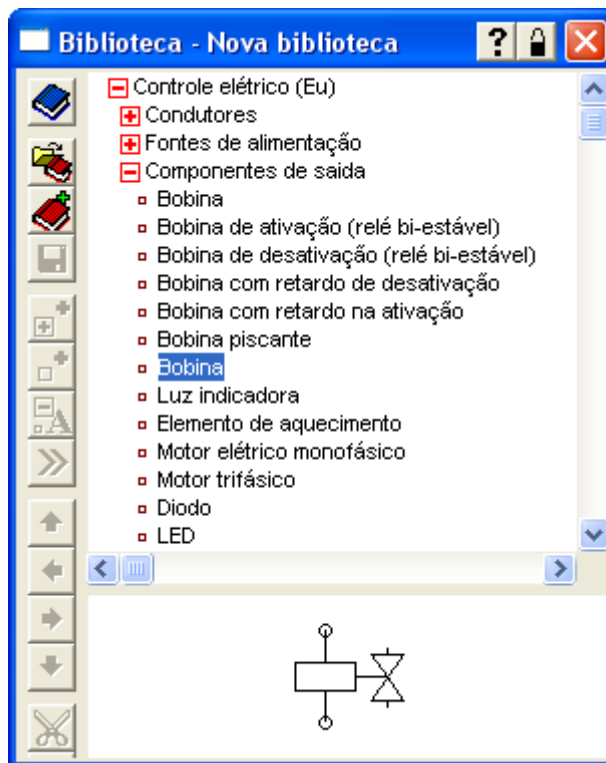 Biblioteca - Nova biblioteca ?
Controle elétrico (Eu)
Condutores
Fontes de alimentação
Componentes de saida
Bobina
Bobina de ativação (relé bi-estável)
Bobina de desativação (relé bi-estável)
Bobina com retardo de desativação
Bobina com retardo na ativação
Bobina piscante
Bobina
Luz indicadora
Elemento de aquecimento
Motor elétrico monofásico
Motor trifásico
Diodo
LED